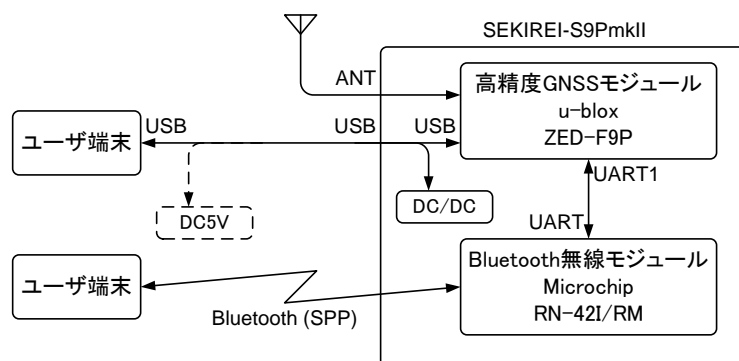 SEKIREI-S9PmkII
ANT
高精度GNSSモジュール
u-blox
ZED-F9P
ユーザ端末
USB
USB
USB
UART1
DC5V
DC/DC
UART
ユーザ端末
Bluetooth無線モジュール
Microchip
RN-42I/RM
Bluetooth (SPP)